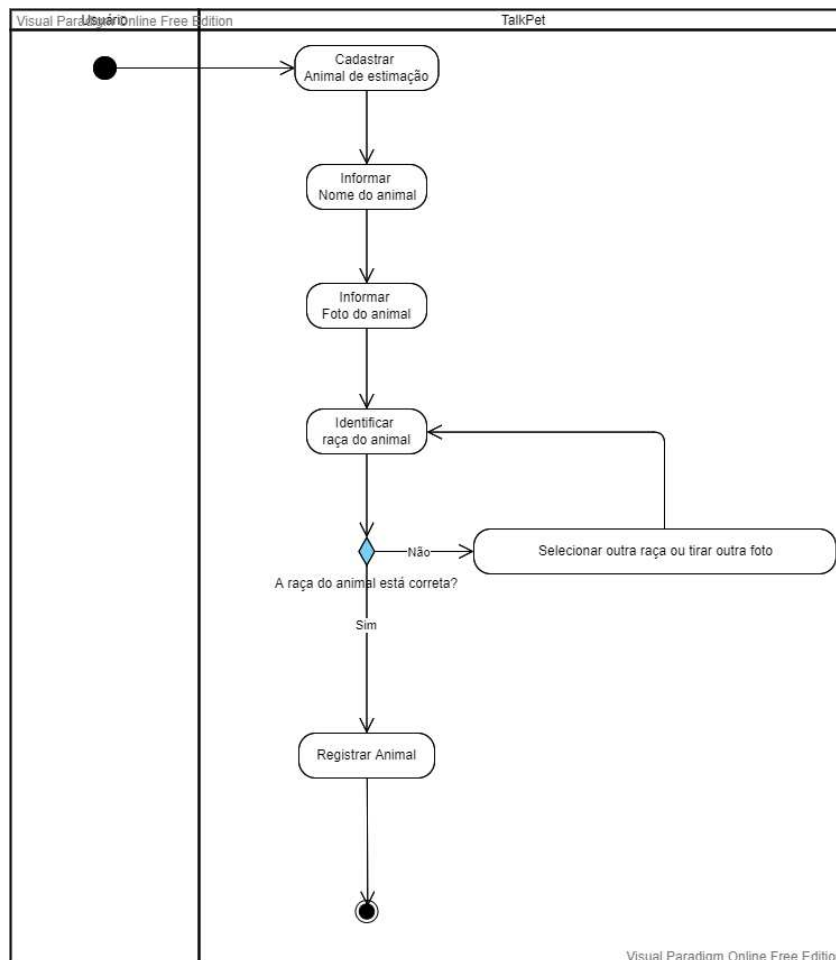 Visual Paradigm Online Free Edition
Usuário
TalkPet
Cadastrar
Animal de estimação
Informar
Nome do animal
Informar
Foto do animal
Identificar
raça do animal
Não
Selecionar outra raça ou tirar outra foto
A raça do animal está correta?
Sim
Registrar Animal
Visual Paradigm Online Free Editio